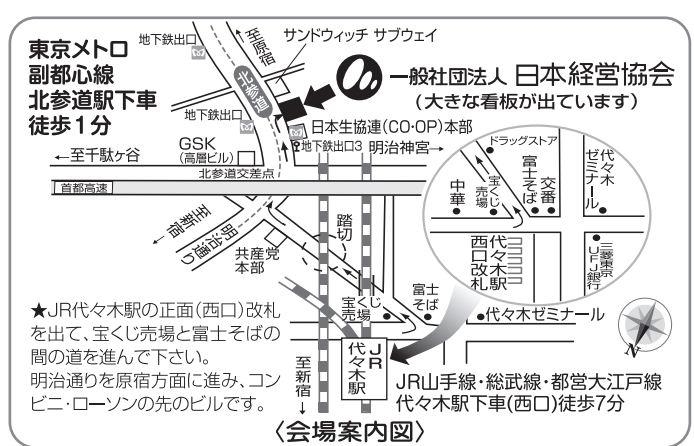 東京メトロ
副都心線
北参道駅下車
徒歩1分
地下鉄出口
至原宿
サンドウィッチ サブウェイ
北参道
一般社団法人 日本経営協会
(大きな看板が出ています)
地下鉄出口
日本生協連(CO・OP)本部
地下鉄出口3
明治神宮→
GSK
(高層ビル)
←至千駄ヶ谷
北参道交差点
首都高速
至新宿
明治通り
共産党
本部
踏切
宝くじ
売場
富士
そば
代々木ゼミナール
JR
代々木駅
至新宿
ドラッグストア
中華
宝くじ
売場
富士そば
交番
代々木
ゼミナール
代々木駅
西口改札
三菱東京
UFJ銀行
N
★JR代々木駅の正面(西口)改札
を出て、宝くじ売場と富士そばの
間の道を進んで下さい。
明治通りを原宿方面に進み、コン
ビニ・ローソンの先のビルです。
JR山手線・総武線・都営大江戸線
代々木駅下車(西口)徒歩7分
〈会場案内図〉